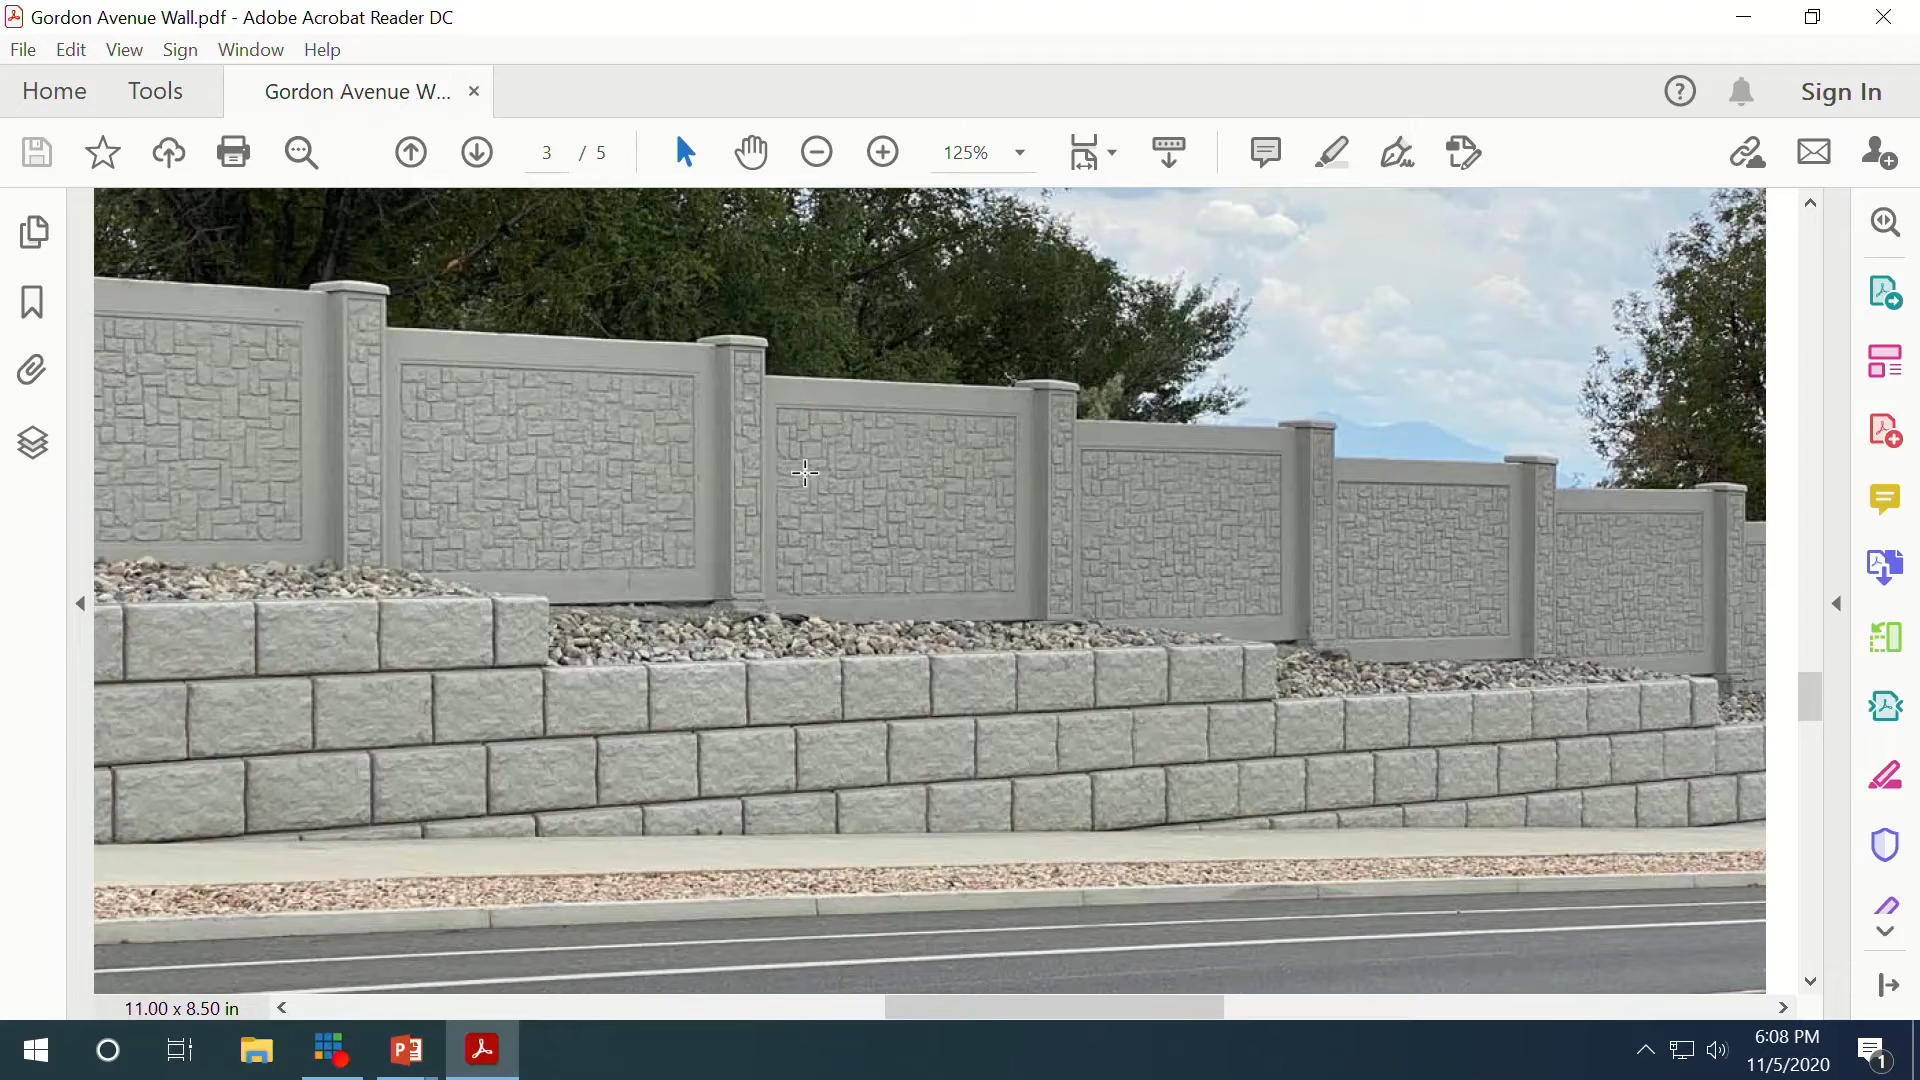 Gordon Avenue Wall.pdf - Adobe Acrobat Reader DC
File Edit View Sign Window Help
Home Tools Gordon Avenue W... Sign In
3 / 5 125%
11.00 x 8.50 in
6:08 PM
11/5/2020
1